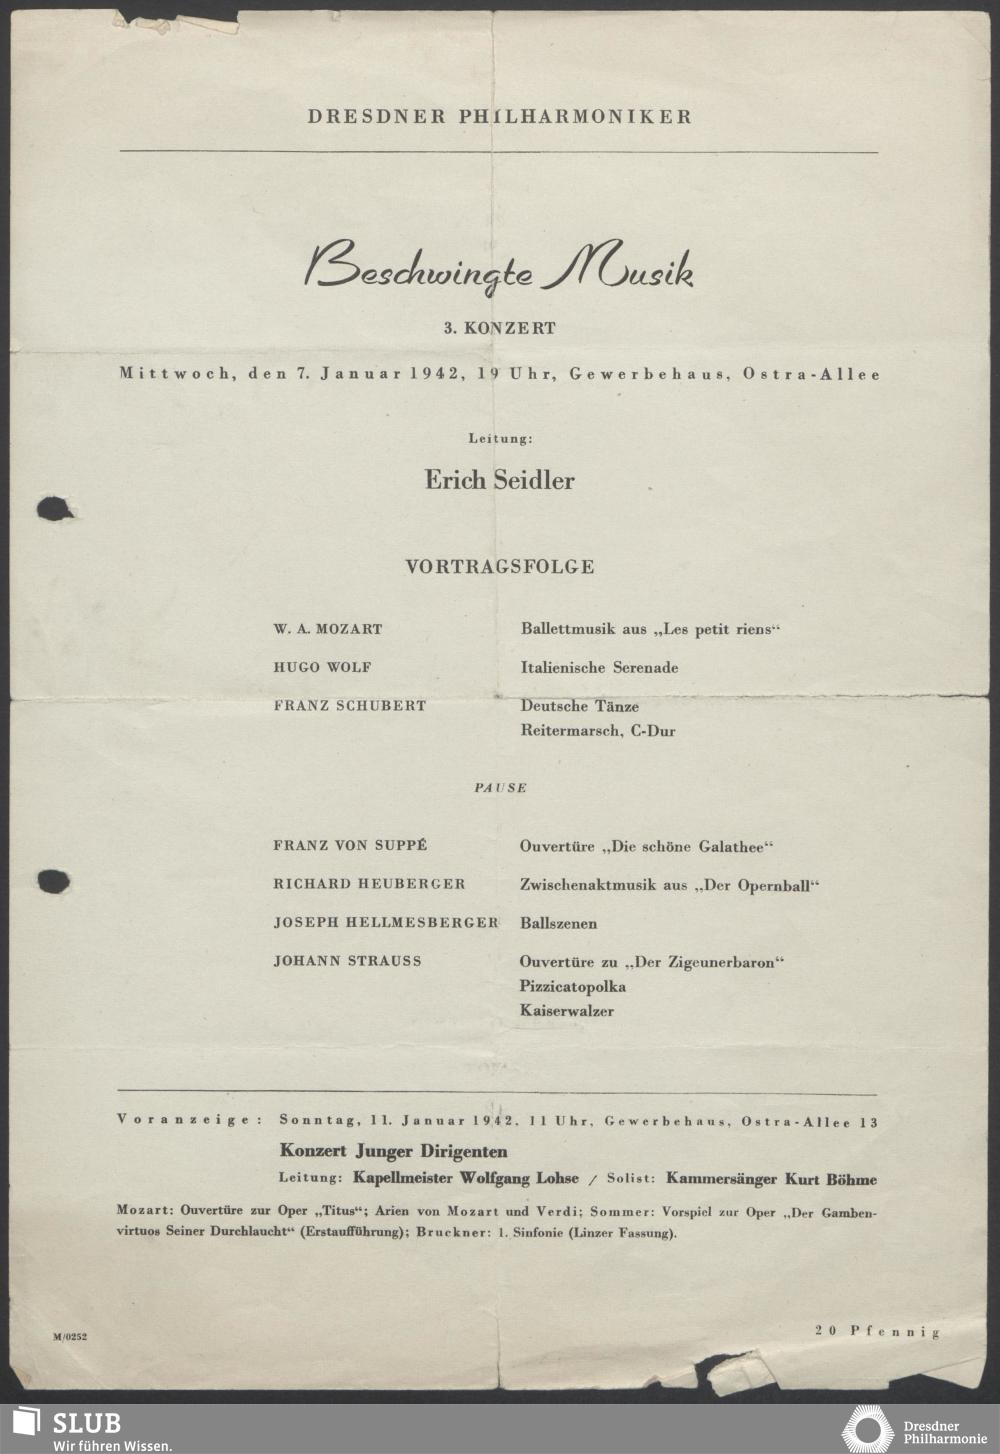 DRESDNER PHILHARMONIKER
Beschwingte Musik
3. KONZERT
Mittwoch, den 7. Januar 1942, 19 Uhr, Gewerbehaus, Ostra-Allee
Leitung:
Erich Seidler
VORTRAGSFOLGE
W. A. MOZART Ballettmusik aus „Les petit riens“
HUGO WOLF Italienische Serenade
FRANZ SCHUBERT Deutsche Tänze
Reitermarsch, C-Dur
PAUSE
FRANZ VON SUPPÉ Ouvertüre „Die schöne Galathee“
RICHARD HEUBERGER Zwischenaktmusik aus „Der Opernball“
JOSEPH HELLMESBERGER Ballszenen
JOHANN STRAUSS Ouvertüre zu „Der Zigeunerbaron“
Pizzicatopolka
Kaiserwalzer
Voranzeige: Sonntag, 11. Januar 1942, 11 Uhr, Gewerbehaus, Ostra-Allee 13
Konzert Junger Dirigenten
Leitung: Kapellmeister Wolfgang Lohse / Solist: Kammersänger Kurt Böhme
Mozart: Ouvertüre zur Oper „Titus“; Arien von Mozart und Verdi; Sommer: Vorspiel zur Oper „Der Gamben-
virtuos Seiner Durchlaucht“ (Erstaufführung); Bruckner: 1. Sinfonie (Linzer Fassung).
M/0252
20 Pfennig
SLUB
Wir führen Wissen.
Dresdner
Philharmonie